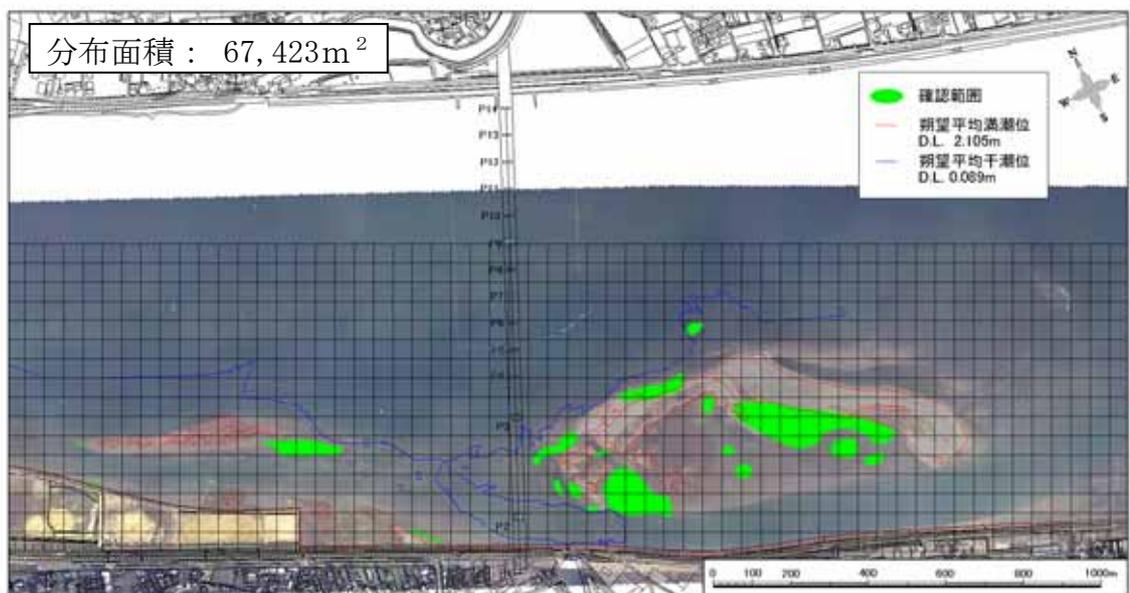 分布面積： 67,423m²
N
E
W
S
確認範囲
朔望平均満潮位
D.L. 2.105m
朔望平均干潮位
D.L. 0.089m
P14
P13
P12
P11
P10
P9
P8
P7
P6
P5
P4
P3
P2
0 100 200 400 600 800 1000m